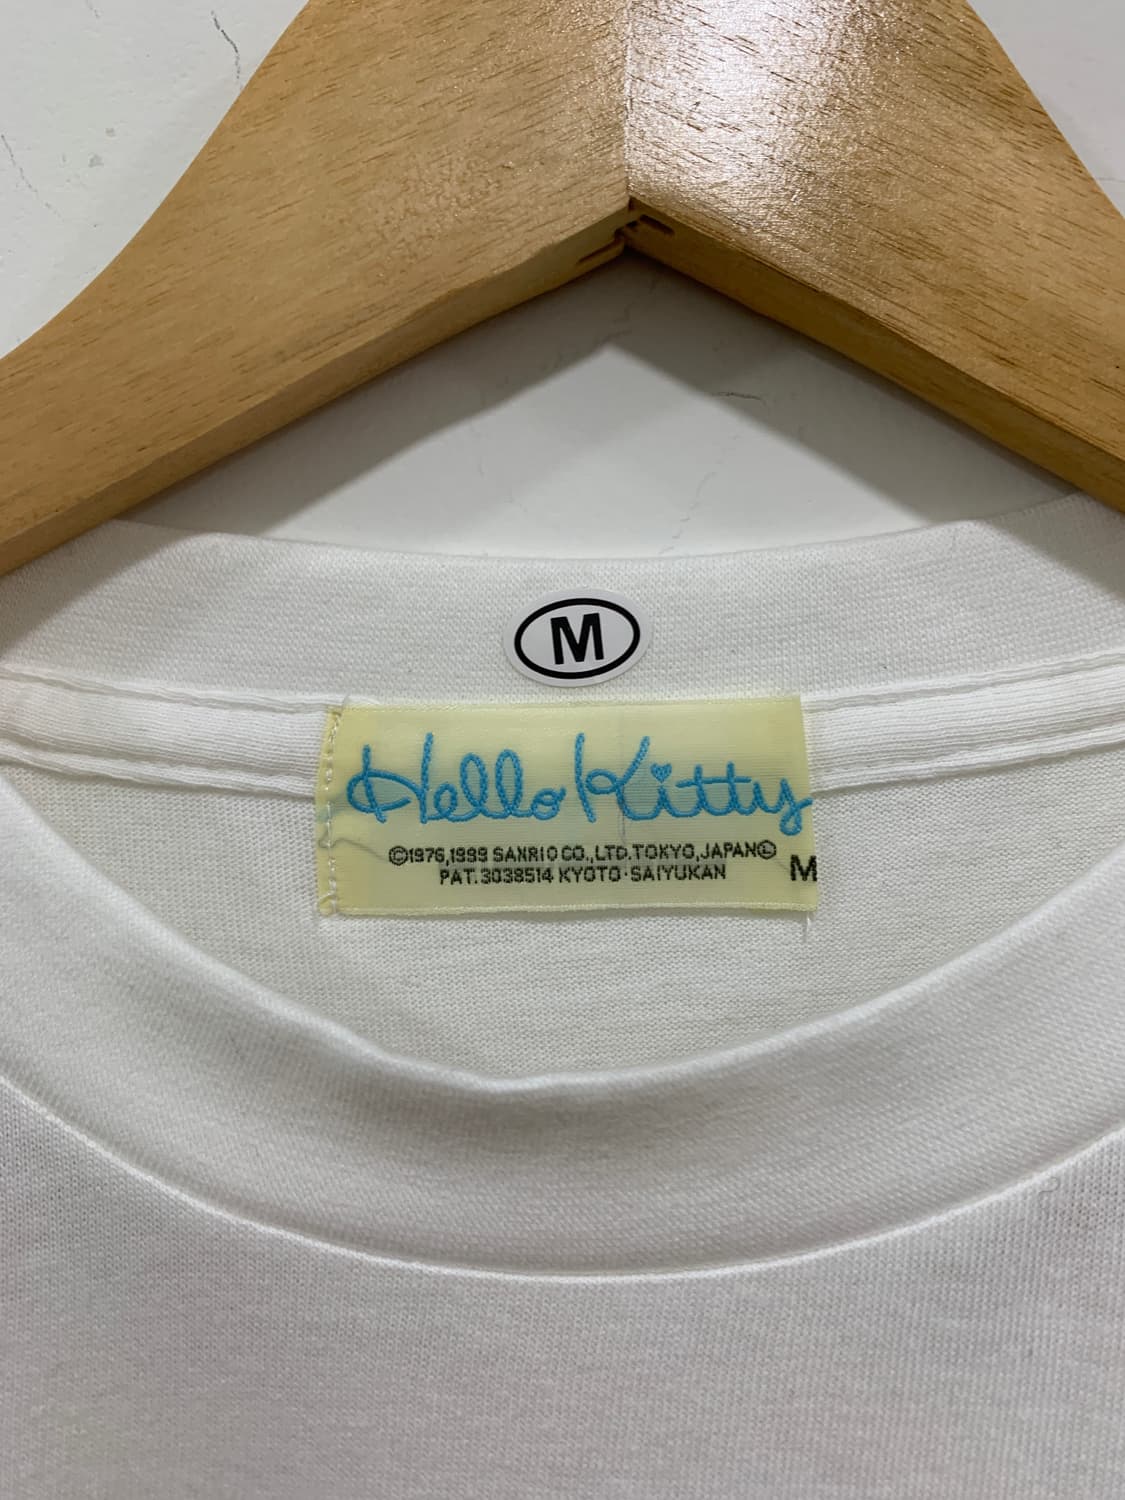 M
Hello Kitty
©1976,1999 SANRIO CO.,LTD.TOKYO,JAPAN Ⓛ
PAT.3038514 KYOTO·SAIYUKAN
M